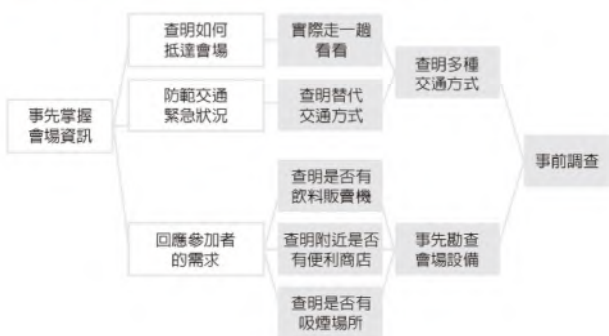 事先掌握
會場資訊
查明如何
抵達會場
防範交通
緊急狀況
回應參加者
的需求
實際走一趟
看看
查明替代
交通方式
查明是否有
飲料販賣機
查明附近是否
有便利商店
查明是否有
吸煙場所
查明多種
交通方式
事先勘查
會場設備
事前調查